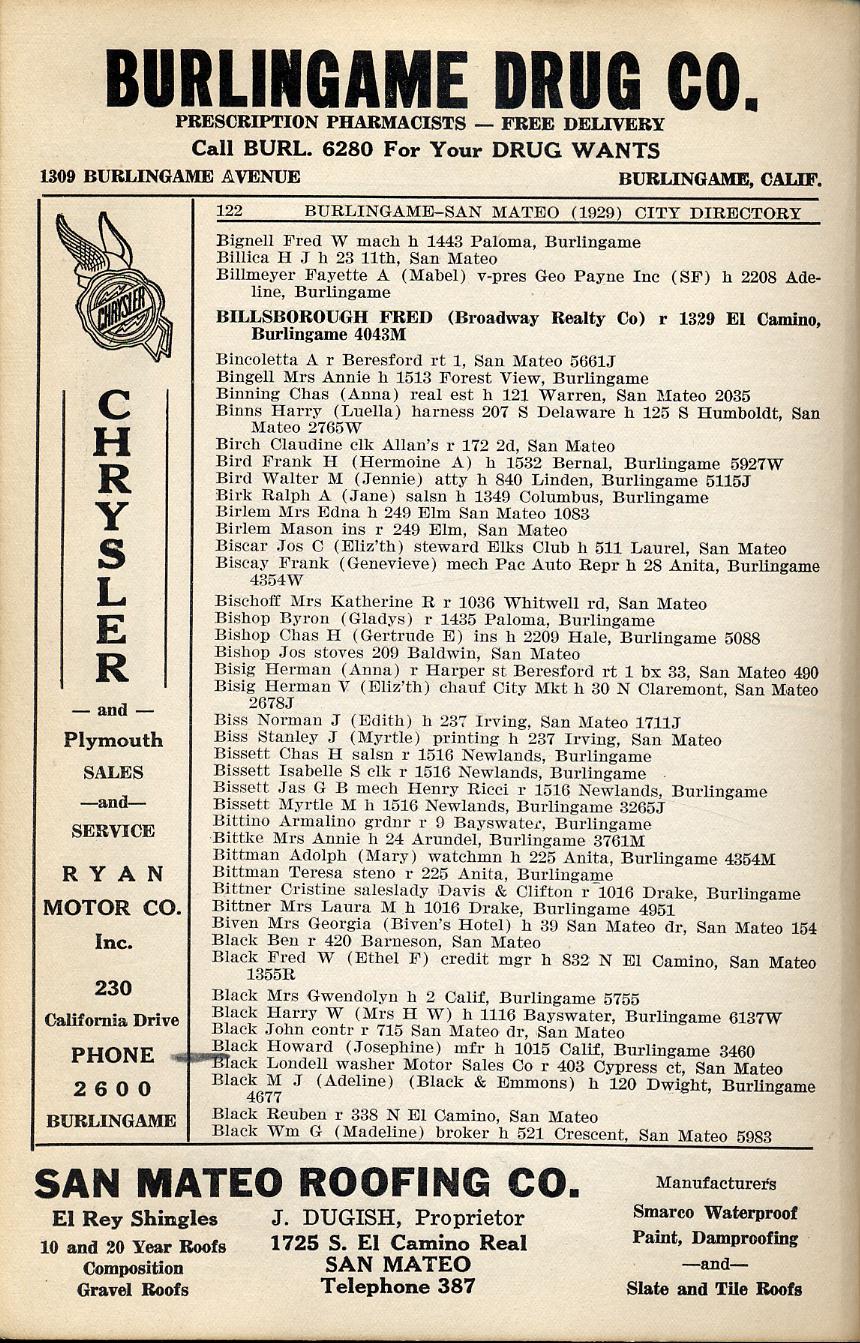 BURLINGAME DRUG CO.
PRESCRIPTION PHARMACISTS — FREE DELIVERY
Call BURL. 6280 For Your DRUG WANTS
1309 BURLINGAME AVENUE BURLINGAME, CALIF.
CHRYSLER
C
H
R
Y
S
L
E
R
— and —
Plymouth
SALES
—and—
SERVICE
RYAN
MOTOR CO.
Inc.
230
California Drive
PHONE
2600
BURLINGAME
122 BURLINGAME–SAN MATEO (1929) CITY DIRECTORY
Bignell Fred W mach h 1443 Paloma, Burlingame
Billica H J h 23 11th, San Mateo
Billmeyer Fayette A (Mabel) v-pres Geo Payne Inc (SF) h 2208 Ade-
line, Burlingame
BILLSBOROUGH FRED (Broadway Realty Co) r 1329 El Camino,
Burlingame 4043M
Bincoletta A r Beresford rt 1, San Mateo 5661J
Bingell Mrs Annie h 1513 Forest View, Burlingame
Binning Chas (Anna) real est h 121 Warren, San Mateo 2035
Binns Harry (Luella) harness 207 S Delaware h 125 S Humboldt, San
Mateo 2765W
Birch Claudine clk Allan's r 172 2d, San Mateo
Bird Frank H (Hermoine A) h 1532 Bernal, Burlingame 5927W
Bird Walter M (Jennie) atty h 840 Linden, Burlingame 5115J
Birk Ralph A (Jane) salsn h 1349 Columbus, Burlingame
Birlem Mrs Edna h 249 Elm San Mateo 1083
Birlem Mason ins r 249 Elm, San Mateo
Biscar Jos C (Eliz'th) steward Elks Club h 511 Laurel, San Mateo
Biscay Frank (Genevieve) mech Pac Auto Repr h 28 Anita, Burlingame
4354W
Bischoff Mrs Katherine R r 1036 Whitwell rd, San Mateo
Bishop Byron (Gladys) r 1435 Paloma, Burlingame
Bishop Chas H (Gertrude E) ins h 2209 Hale, Burlingame 5088
Bishop Jos stoves 209 Baldwin, San Mateo
Bisig Herman (Anna) r Harper st Beresford rt 1 bx 33, San Mateo 490
Bisig Herman V (Eliz'th) chauf City Mkt h 30 N Claremont, San Mateo
2678J
Biss Norman J (Edith) h 237 Irving, San Mateo 1711J
Biss Stanley J (Myrtle) printing h 237 Irving, San Mateo
Bissett Chas H salsn r 1516 Newlands, Burlingame
Bissett Isabelle S clk r 1516 Newlands, Burlingame
Bissett Jas G B mech Henry Ricci r 1516 Newlands, Burlingame
Bissett Myrtle M h 1516 Newlands, Burlingame 3265J
Bittino Armalino grdnr r 9 Bayswater, Burlingame
Bittke Mrs Annie h 24 Arundel, Burlingame 3761M
Bittman Adolph (Mary) watchmn h 225 Anita, Burlingame 4354M
Bittman Teresa steno r 225 Anita, Burlingame
Bittner Cristine saleslady Davis & Clifton r 1016 Drake, Burlingame
Bittner Mrs Laura M h 1016 Drake, Burlingame 4951
Biven Mrs Georgia (Biven's Hotel) h 39 San Mateo dr, San Mateo 154
Black Ben r 420 Barneson, San Mateo
Black Fred W (Ethel F) credit mgr h 832 N El Camino, San Mateo
1355R
Black Mrs Gwendolyn h 2 Calif, Burlingame 5755
Black Harry W (Mrs H W) h 1116 Bayswater, Burlingame 6137W
Black John contr r 715 San Mateo dr, San Mateo
Black Howard (Josephine) mfr h 1015 Calif, Burlingame 3460
Black Londell washer Motor Sales Co r 403 Cypress ct, San Mateo
Black M J (Adeline) (Black & Emmons) h 120 Dwight, Burlingame
4677
Black Reuben r 338 N El Camino, San Mateo
Black Wm G (Madeline) broker h 521 Crescent, San Mateo 5983
SAN MATEO ROOFING CO.
El Rey Shingles
10 and 20 Year Roofs
Composition
Gravel Roofs
J. DUGISH, Proprietor
1725 S. El Camino Real
SAN MATEO
Telephone 387
Manufacturers
Smarco Waterproof
Paint, Damproofing
—and—
Slate and Tile Roofs